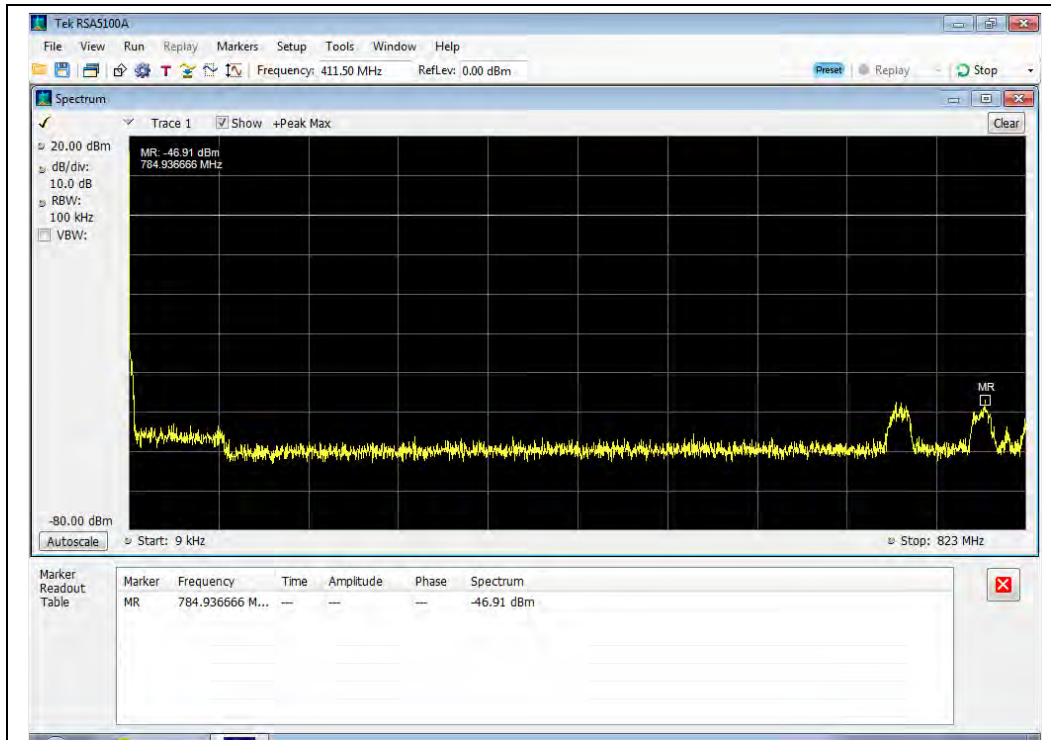 Tek RSA5100A
File View Run Replay Markers Setup Tools Window Help
Frequency: 411.50 MHz RefLev: 0.00 dBm Preset Replay Stop
Spectrum
Trace 1 Show +Peak Max Clear
20.00 dBm
dB/div:
10.0 dB
RBW:
100 kHz
VBW:
MR: -46.91 dBm
784.936666 MHz
MR
-80.00 dBm
Autoscale Start: 9 kHz Stop: 823 MHz
Marker
Readout
Table
Marker Frequency Time Amplitude Phase Spectrum
MR 784.936666 M... --- --- --- -46.91 dBm